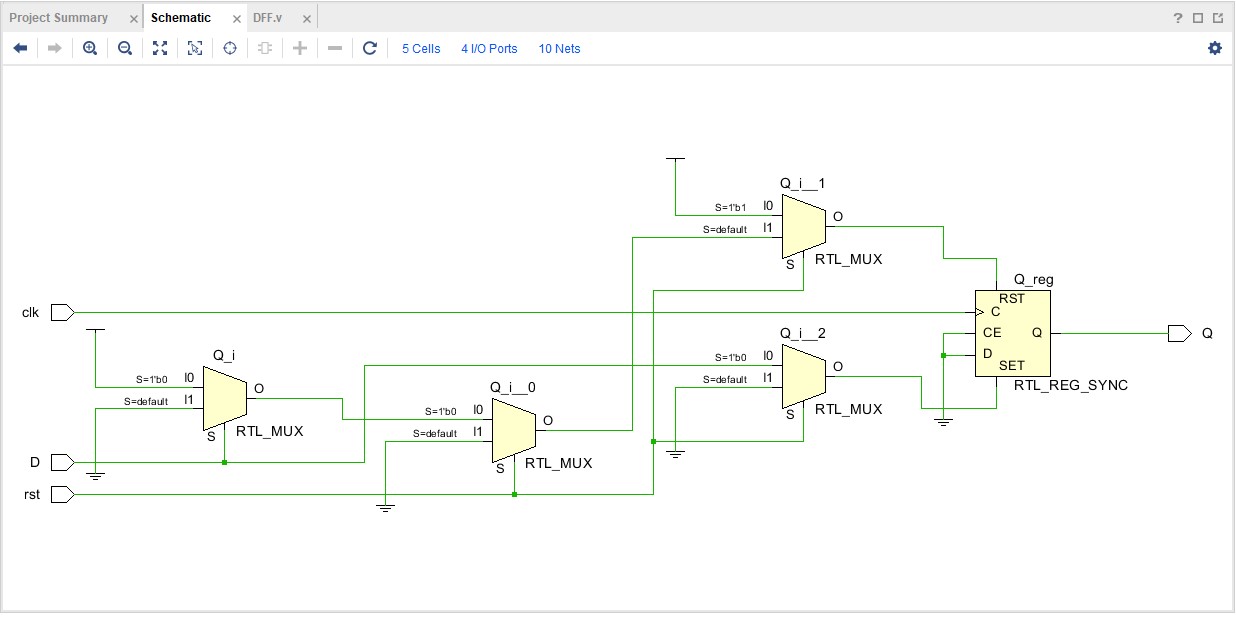 Project Summary
Schematic
DFF.v
?
5 Cells
4 I/O Ports
10 Nets
Q_i__1
S=1'b1 I0
S=default I1
O
S
RTL_MUX
clk
Q_reg
RST
C
CE
D
SET
Q
RTL_REG_SYNC
Q
Q_i__2
S=1'b0 I0
S=default I1
O
S
RTL_MUX
Q_i
S=1'b0 I0
S=default I1
O
S
RTL_MUX
Q_i__0
S=1'b0 I0
S=default I1
O
S
RTL_MUX
D
rst